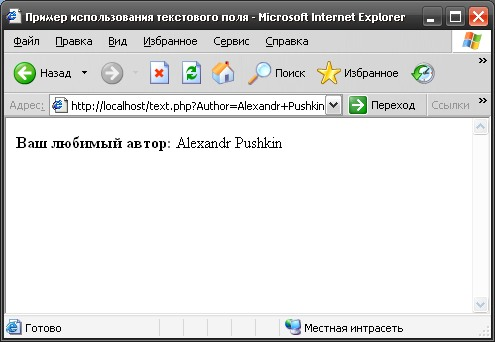 Пример использования текстового поля - Microsoft Internet Explorer
Файл Правка Вид Избранное Сервис Справка
Назад Поиск Избранное
Адрес: http://localhost/text.php?Author=Alexandr+Pushkin Переход Ссылки
Ваш любимый автор: Alexandr Pushkin
Готово Местная интрасеть